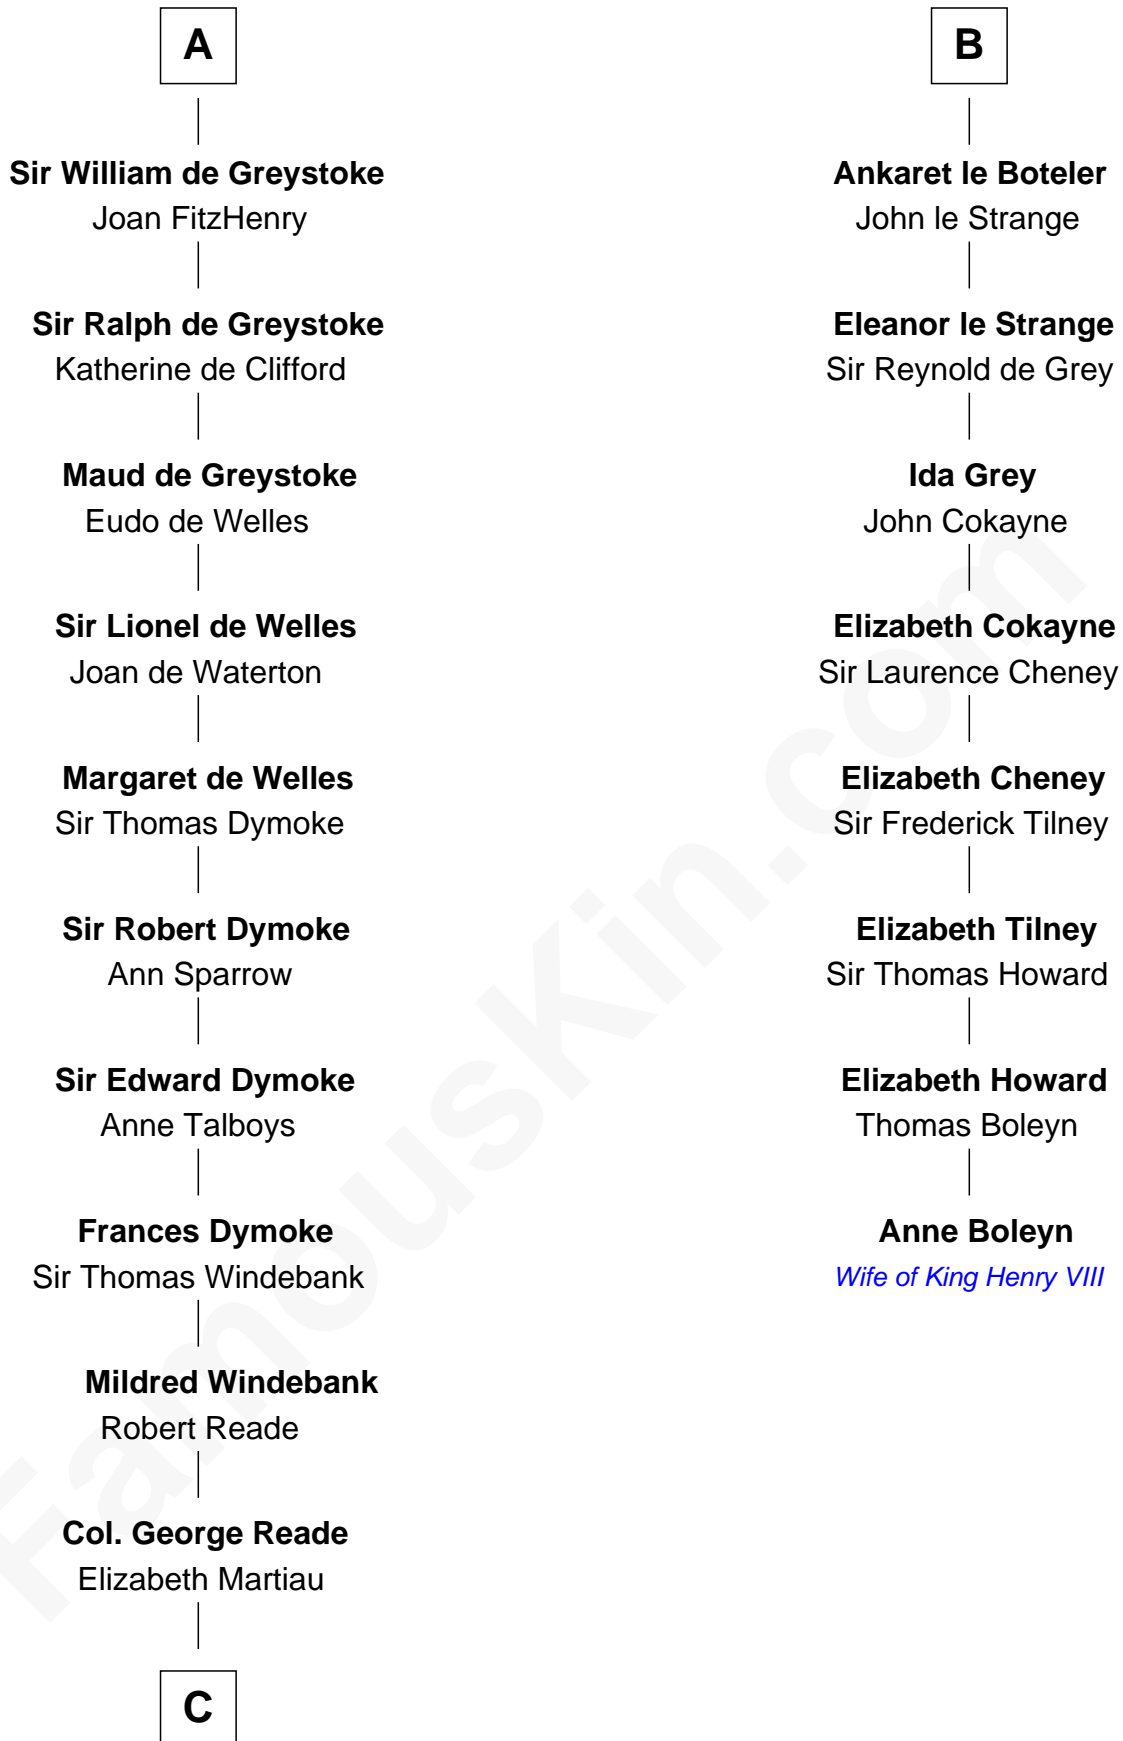 A
Sir William de Greystoke
Joan FitzHenry
Sir Ralph de Greystoke
Katherine de Clifford
Maud de Greystoke
Eudo de Welles
Sir Lionel de Welles
Joan de Waterton
Margaret de Welles
Sir Thomas Dymoke
Sir Robert Dymoke
Ann Sparrow
Sir Edward Dymoke
Anne Talboys
Frances Dymoke
Sir Thomas Windebank
Mildred Windebank
Robert Reade
Col. George Reade
Elizabeth Martiau
C
B
Ankaret le Boteler
John le Strange
Eleanor le Strange
Sir Reynold de Grey
Ida Grey
John Cokayne
Elizabeth Cokayne
Sir Laurence Cheney
Elizabeth Cheney
Sir Frederick Tilney
Elizabeth Tilney
Sir Thomas Howard
Elizabeth Howard
Thomas Boleyn
Anne Boleyn
Wife of King Henry VIII
FamousKin.com